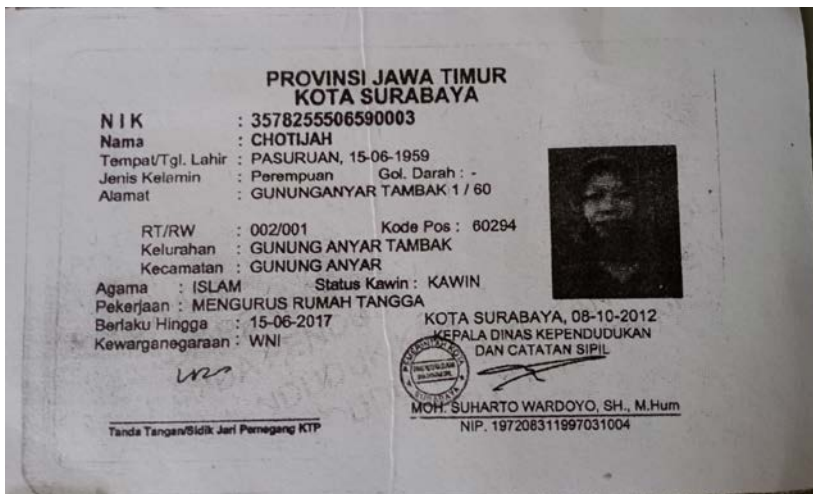 PROVINSI JAWA TIMUR
KOTA SURABAYA
NIK : 3578255506590003
Nama : CHOTIJAH
Tempat/Tgl. Lahir : PASURUAN, 15-06-1959
Jenis Kelamin : Perempuan Gol. Darah : -
Alamat : GUNUNGANYAR TAMBAK 1 / 60
RT/RW : 002/001 Kode Pos : 60294
Kelurahan : GUNUNG ANYAR TAMBAK
Kecamatan : GUNUNG ANYAR
Agama : ISLAM Status Kawin : KAWIN
Pekerjaan : MENGURUS RUMAH TANGGA
Berlaku Hingga : 15-06-2017
Kewarganegaraan : WNI
KOTA SURABAYA, 08-10-2012
KEPALA DINAS KEPENDUDUKAN
DAN CATATAN SIPIL
PEMERINTAH KOTA
SURABAYA
MOH. SUHARTO WARDOYO, SH., M.Hum
NIP. 197208311997031004
Tanda Tangan/Sidik Jari Pemegang KTP